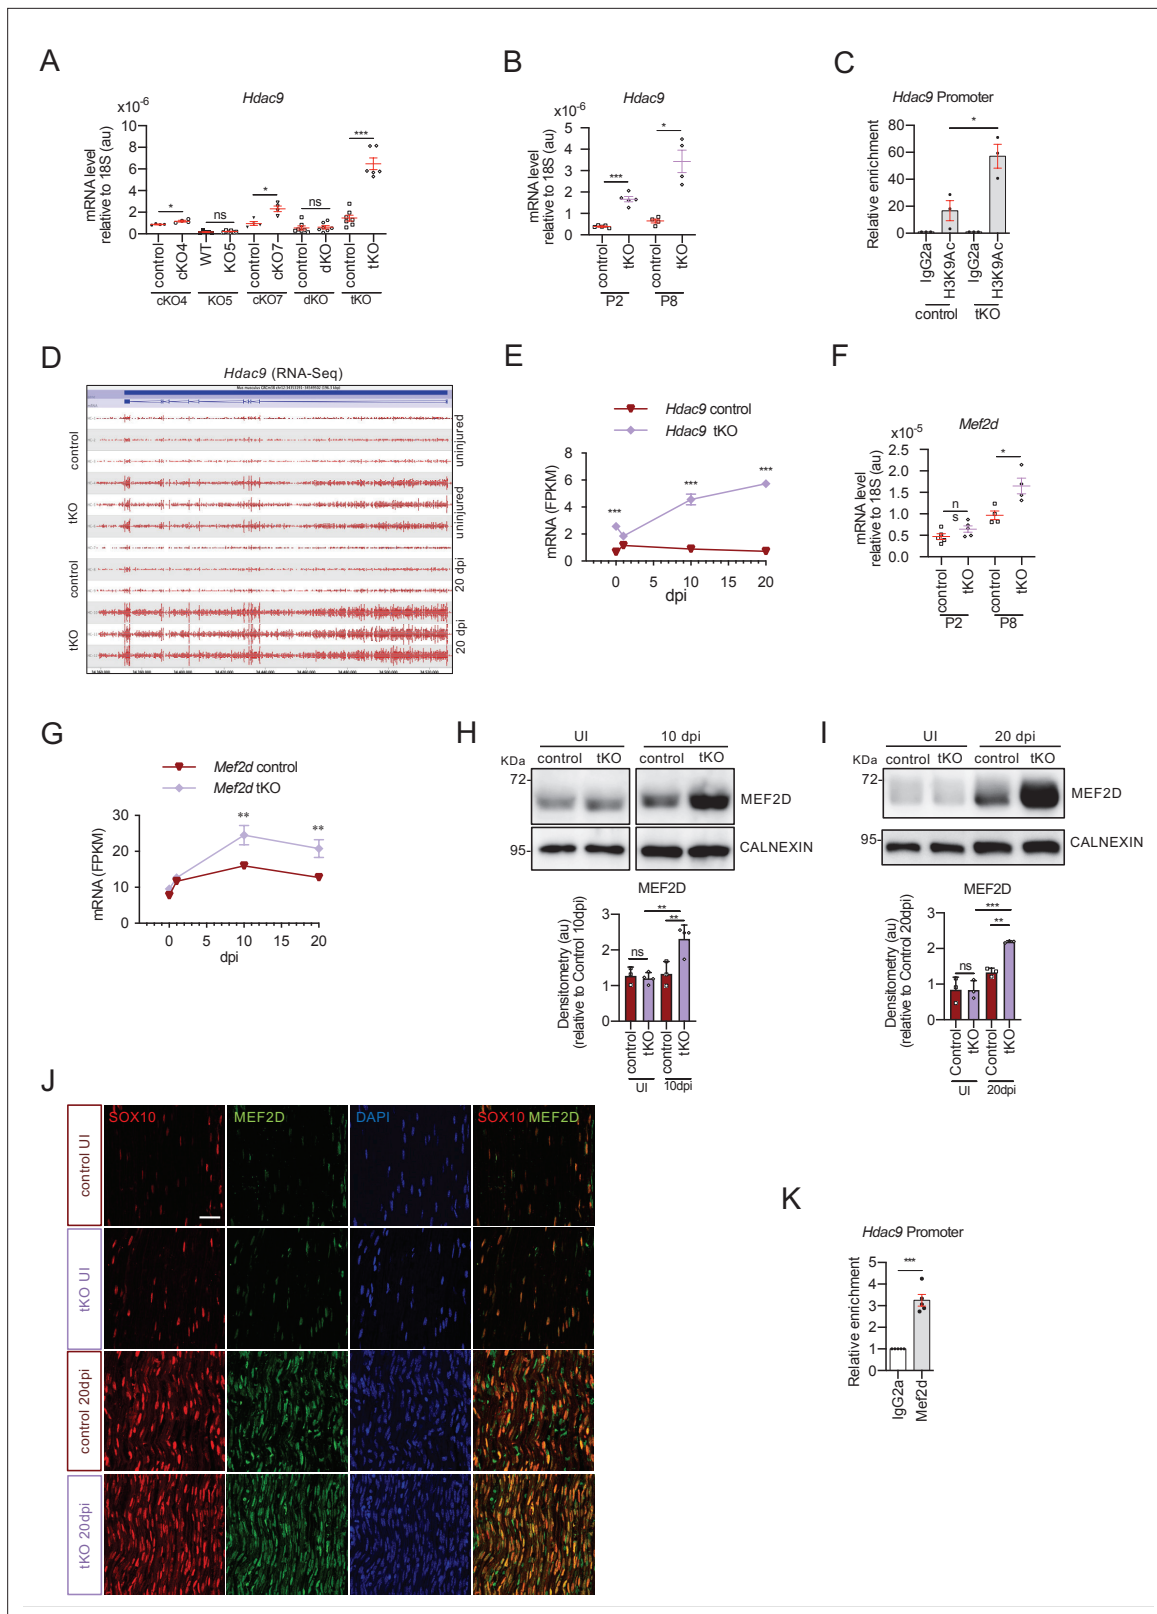 A
Hdac9
x10-6
mRNA level
relative to 18S (au)
10
8
6
4
2
0
* ns * ns ***
control
cKO4
WT
KO5
control
cKO7
control
dKO
control
tKO
cKO4 KO5 cKO7 dKO tKO
B
Hdac9
x10-6
mRNA level
relative to 18S (au)
5
4
3
2
1
0
*** *
control
tKO
control
tKO
P2 P8
C
Hdac9 Promoter
Relative enrichment
80
60
40
20
0
*
IgG2a
H3K9Ac
IgG2a
H3K9Ac
control tKO
D
Hdac9 (RNA-Seq)
control
tKO
control
tKO
uninjured
uninjured
20 dpi
20 dpi
E
Hdac9 control
Hdac9 tKO
mRNA (FPKM)
8
6
4
2
0
*** *** ***
0 5 10 15 20
dpi
F
Mef2d
x10-5
mRNA level
relative to 18S (au)
2.5
2.0
1.5
1.0
0.5
0.0
n
s
*
control
tKO
control
tKO
P2 P8
G
Mef2d control
Mef2d tKO
mRNA (FPKM)
30
20
10
0
** **
0 5 10 15 20
dpi
H
UI 10 dpi
KDa control tKO control tKO
72
MEF2D
95
CALNEXIN
MEF2D
Densitometry (au)
(relative to Control 10dpi)
3
2
1
0
ns ** **
control
tKO
control
tKO
UI 10dpi
I
UI 20 dpi
KDa control tKO control tKO
72
MEF2D
95
CALNEXIN
MEF2D
Densitometry (au)
(relative to Control 20dpi)
3
2
1
0
ns *** **
Control
tKO
Control
tKO
UI 20dpi
J
SOX10 MEF2D DAPI SOX10 MEF2D
control UI
tKO UI
control 20dpi
tKO 20dpi
K
Hdac9 Promoter
Relative enrichment
5
4
3
2
1
0
***
IgG2a
Mef2d